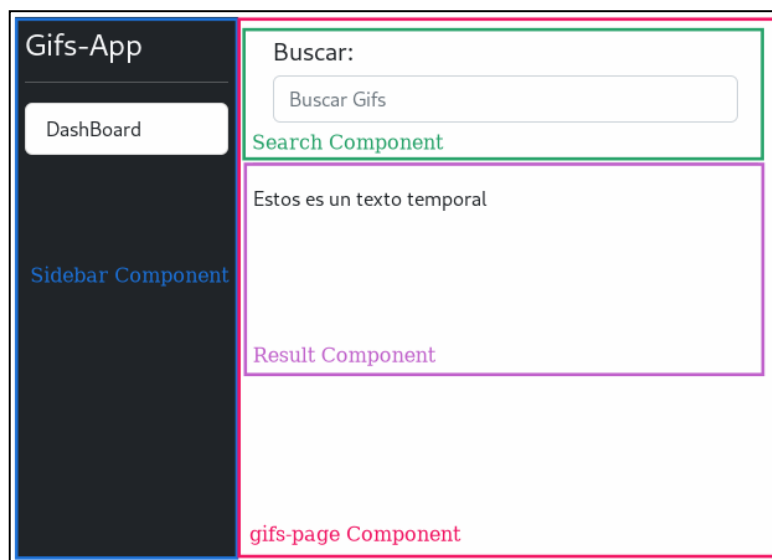 Gifs-App
DashBoard
Sidebar Component
Buscar:
Buscar Gifs
Search Component
Estos es un texto temporal
Result Component
gifs-page Component